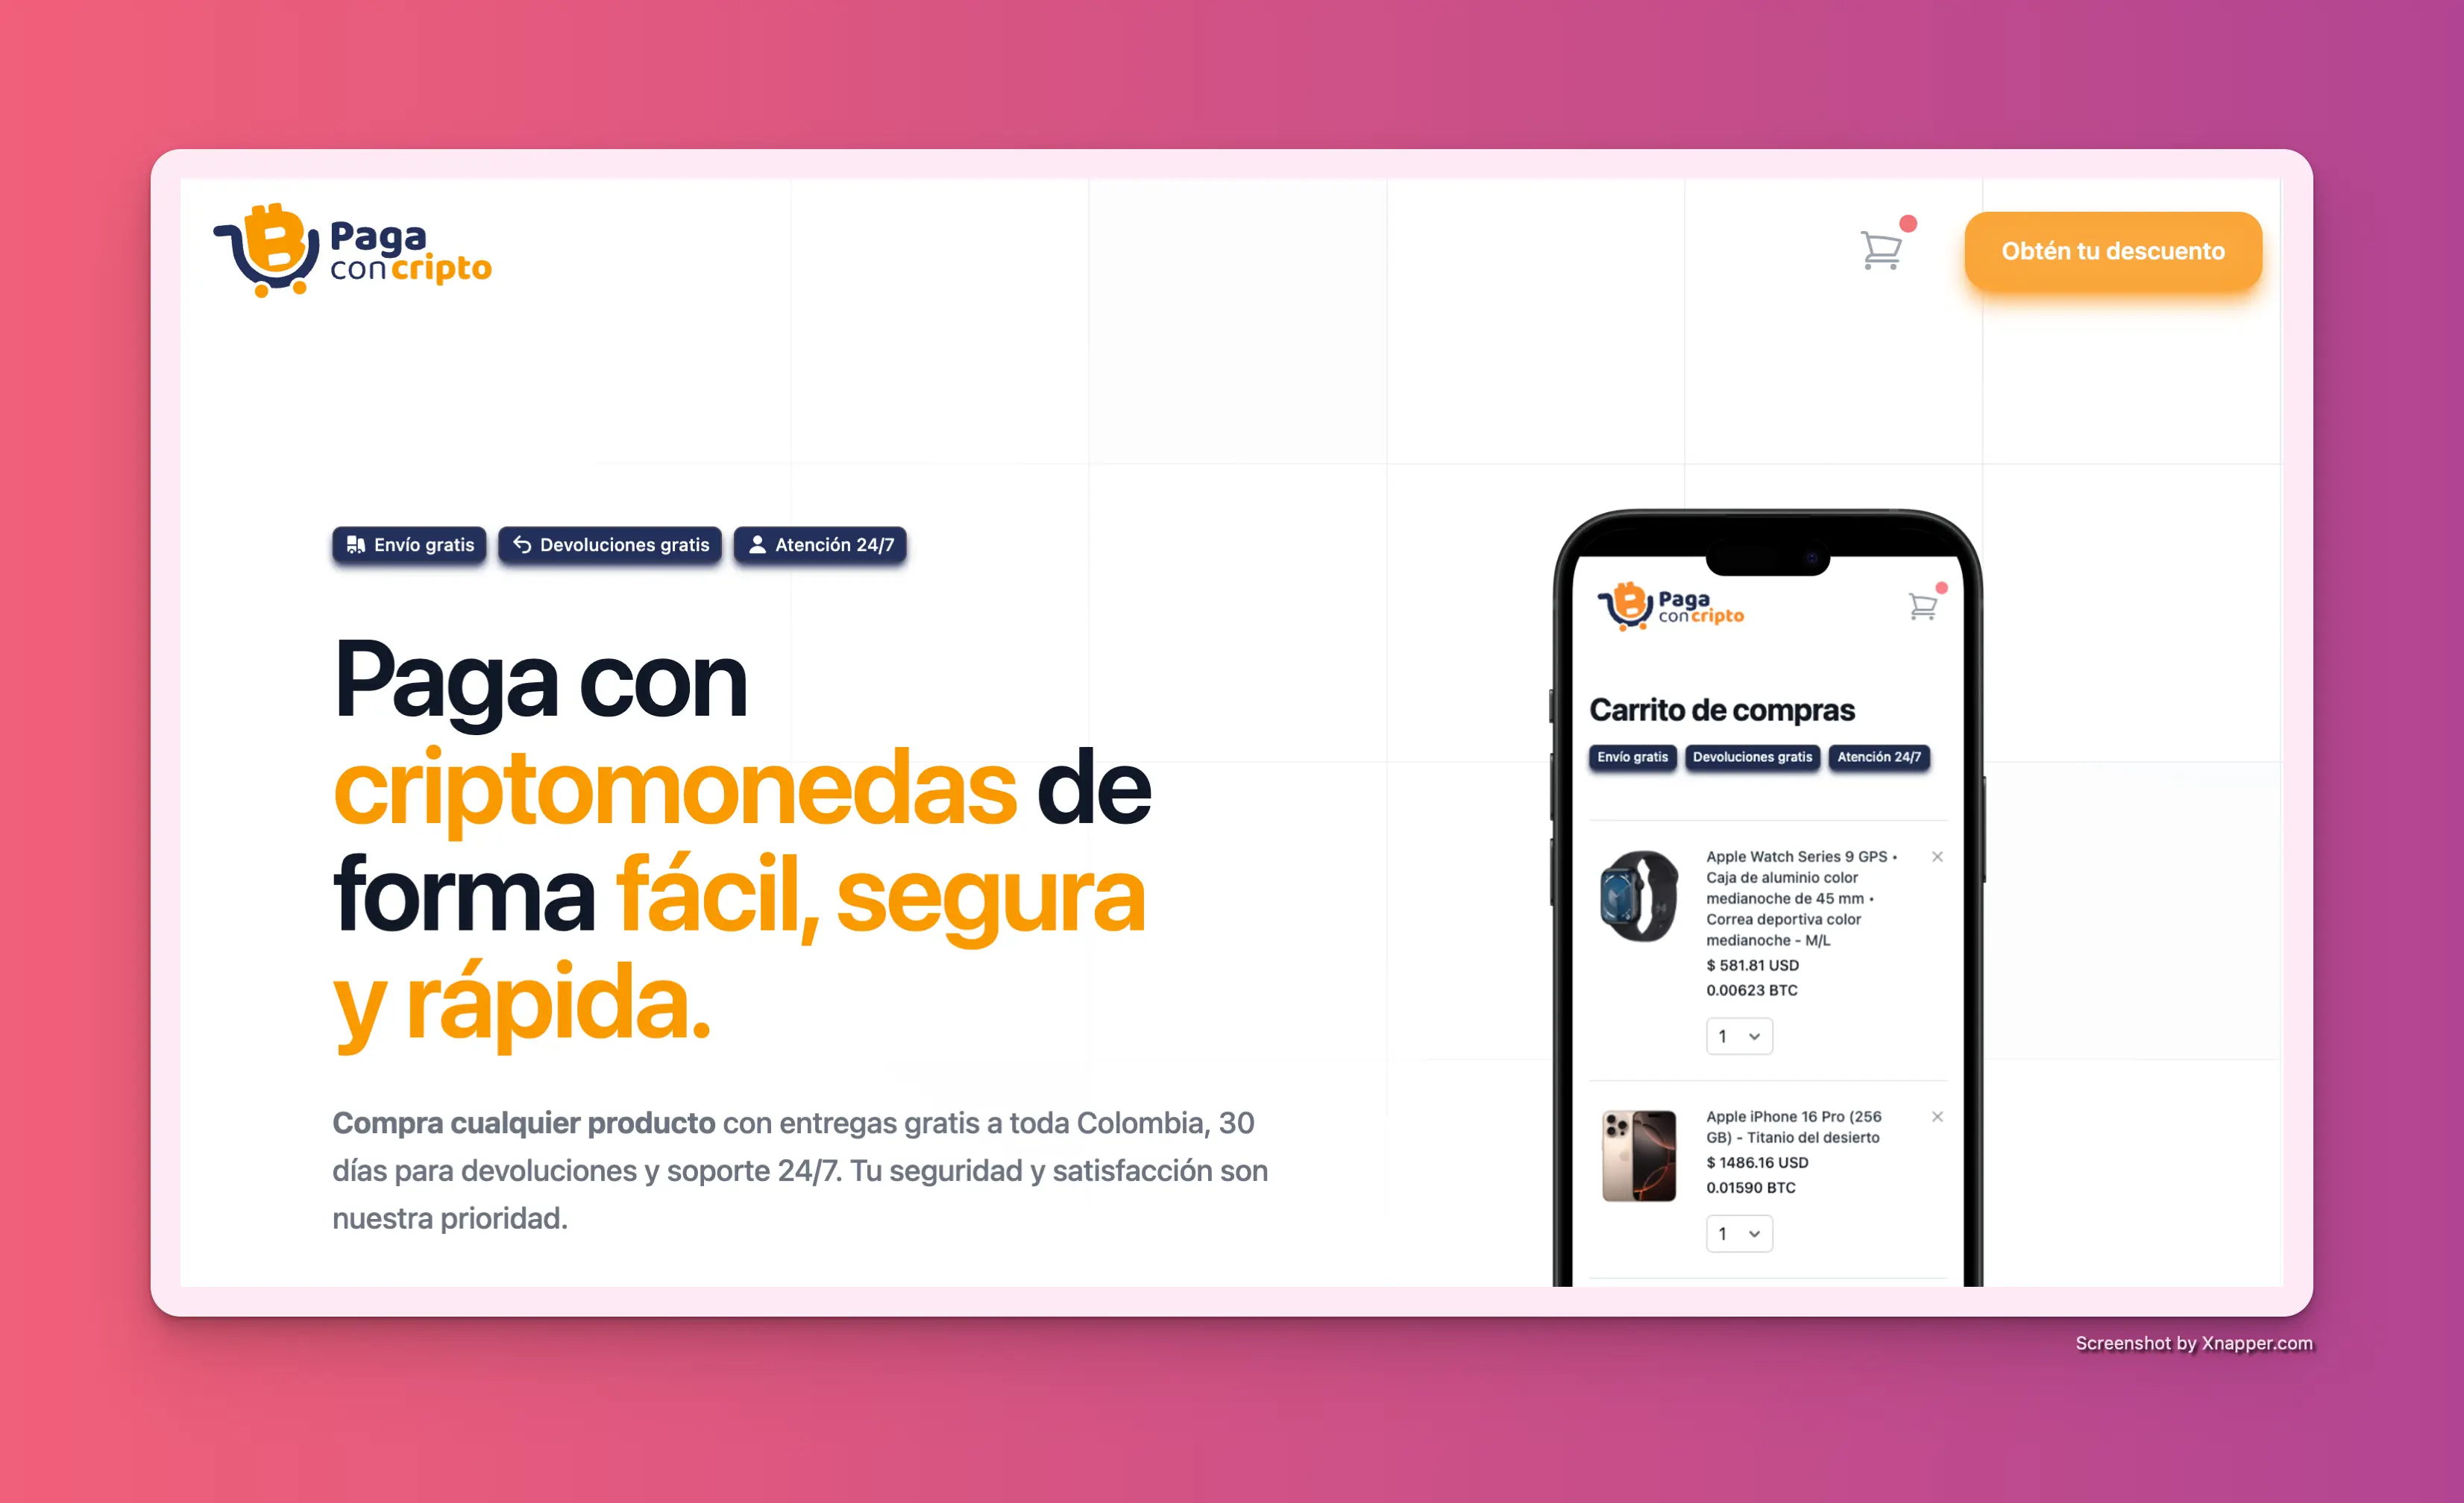 Paga
concripto
Obtén tu descuento
Envío gratis
Devoluciones gratis
Atención 24/7
Paga con
criptomonedas de
forma fácil, segura
y rápida.
Compra cualquier producto con entregas gratis a toda Colombia, 30
días para devoluciones y soporte 24/7. Tu seguridad y satisfacción son
nuestra prioridad.
Paga
concripto
Carrito de compras
Envío gratis
Devoluciones gratis
Atención 24/7
Apple Watch Series 9 GPS •
Caja de aluminio color
medianoche de 45 mm •
Correa deportiva color
medianoche - M/L
$ 581.81 USD
0.00623 BTC
1
Apple iPhone 16 Pro (256
GB) - Titanio del desierto
$ 1486.16 USD
0.01590 BTC
1
Screenshot by Xnapper.com